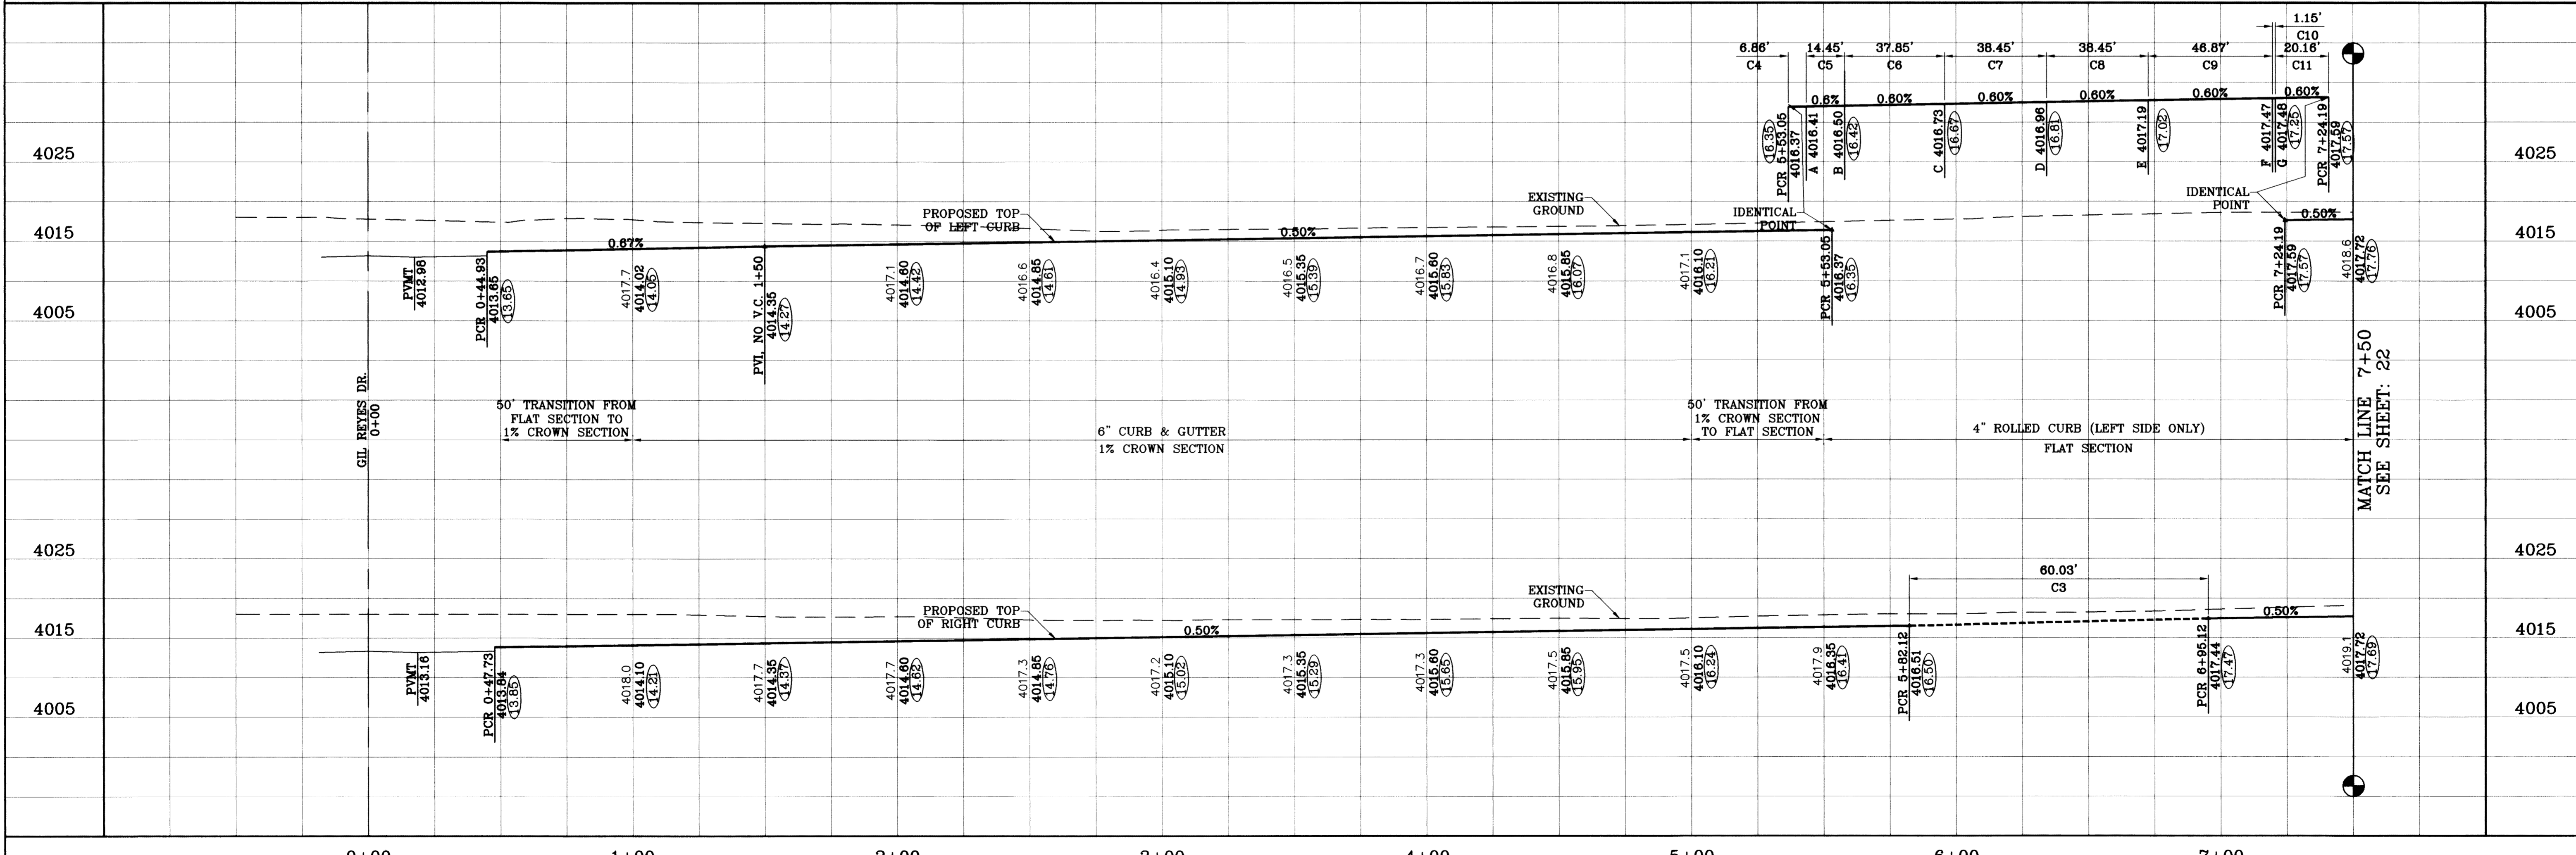 1.15'
C10
6.86' 14.45' 37.85' 38.45' 38.45' 46.87' 20.16'
C4 C5 C6 C7 C8 C9 C11
0.6% 0.60% 0.60% 0.60% 0.60% 0.60%
16.35
PCR 5+53.05
4016.37
A 4016.41
B 4016.50
16.42
C 4016.73
16.67
D 4016.96
16.81
E 4017.19
17.02
F 4017.47
G 4017.48
17.25
PCR 7+24.19
4017.59
17.57
4025
4025
PROPOSED TOP
OF LEFT CURB
EXISTING
GROUND
IDENTICAL
POINT
IDENTICAL
POINT
4015
0.67%
0.50%
0.50%
4015
PVMT
4012.98
PCR 0+44.93
4013.65
13.65
4017.7
4014.02
14.05
PVI, NO V.C. 1+50
4014.35
14.27
4017.1
4014.60
14.42
4016.6
4014.85
14.61
4016.4
4015.10
14.93
4016.5
4015.35
15.39
4016.7
4015.60
15.83
4016.8
4015.85
16.07
4017.1
4016.10
16.21
PCR 5+53.05
4016.37
16.35
PCR 7+24.19
4017.59
17.57
4018.6
4017.72
17.76
4005
4005
GIL REYES DR.
0+00
50' TRANSITION FROM
FLAT SECTION TO
1% CROWN SECTION
6" CURB & GUTTER
1% CROWN SECTION
50' TRANSITION FROM
1% CROWN SECTION
TO FLAT SECTION
4" ROLLED CURB (LEFT SIDE ONLY)
FLAT SECTION
MATCH LINE 7+50
SEE SHEET: 22
4025
4025
60.03'
C3
PROPOSED TOP
OF RIGHT CURB
EXISTING
GROUND
4015
0.50%
0.50%
4015
PVMT
4013.16
PCR 0+47.73
4013.84
13.85
4018.0
4014.10
14.21
4017.7
4014.35
14.37
4017.7
4014.60
14.62
4017.3
4014.85
14.76
4017.2
4015.10
15.02
4017.3
4015.35
15.29
4017.3
4015.60
15.65
4017.5
4015.85
15.95
4017.5
4016.10
16.24
4017.9
4016.35
16.41
PCR 5+82.12
4016.51
16.50
PCR 6+95.12
4017.44
17.47
4019.1
4017.72
17.69
4005
4005
0+00 1+00 2+00 3+00 4+00 5+00 6+00 7+00